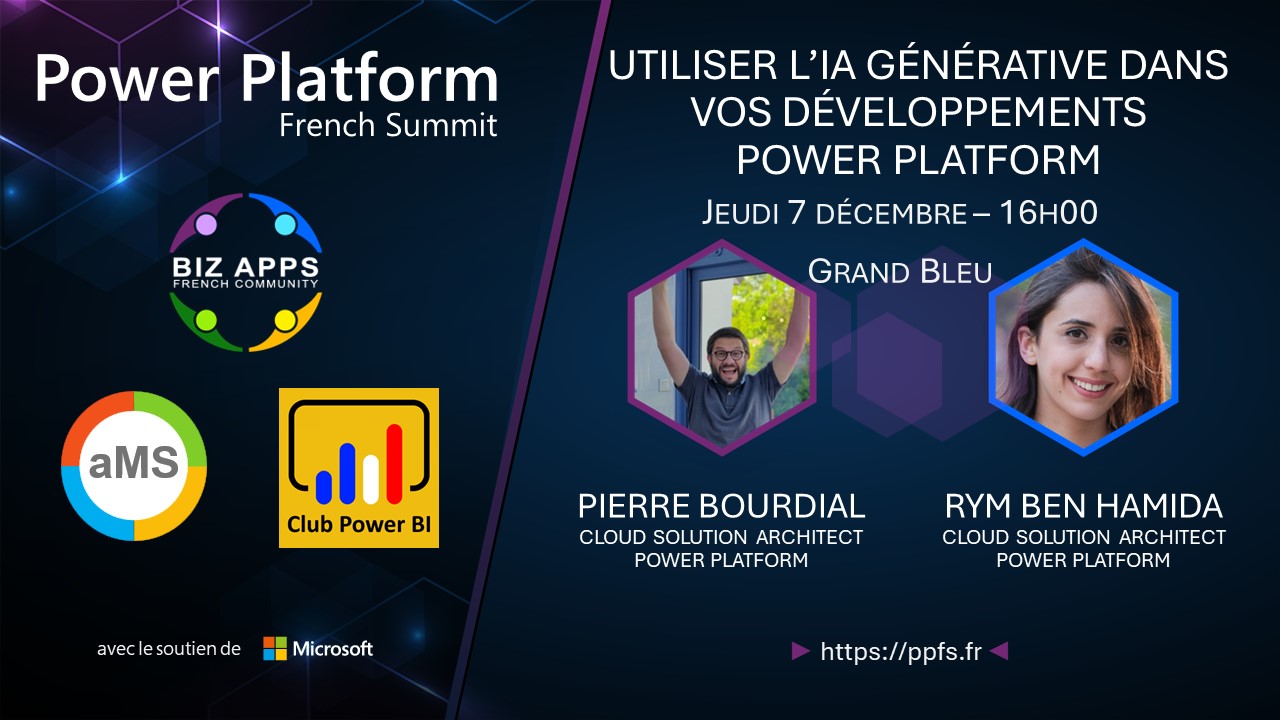 Power Platform
French Summit
BIZ APPS
FRENCH COMMUNITY
aMS
Club Power BI
avec le soutien de Microsoft
UTILISER L’IA GÉNÉRATIVE DANS
VOS DÉVELOPPEMENTS
POWER PLATFORM
JEUDI 7 DÉCEMBRE – 16H00
GRAND BLEU
PIERRE BOURDIAL
CLOUD SOLUTION ARCHITECT
POWER PLATFORM
RYM BEN HAMIDA
CLOUD SOLUTION ARCHITECT
POWER PLATFORM
https://ppfs.fr